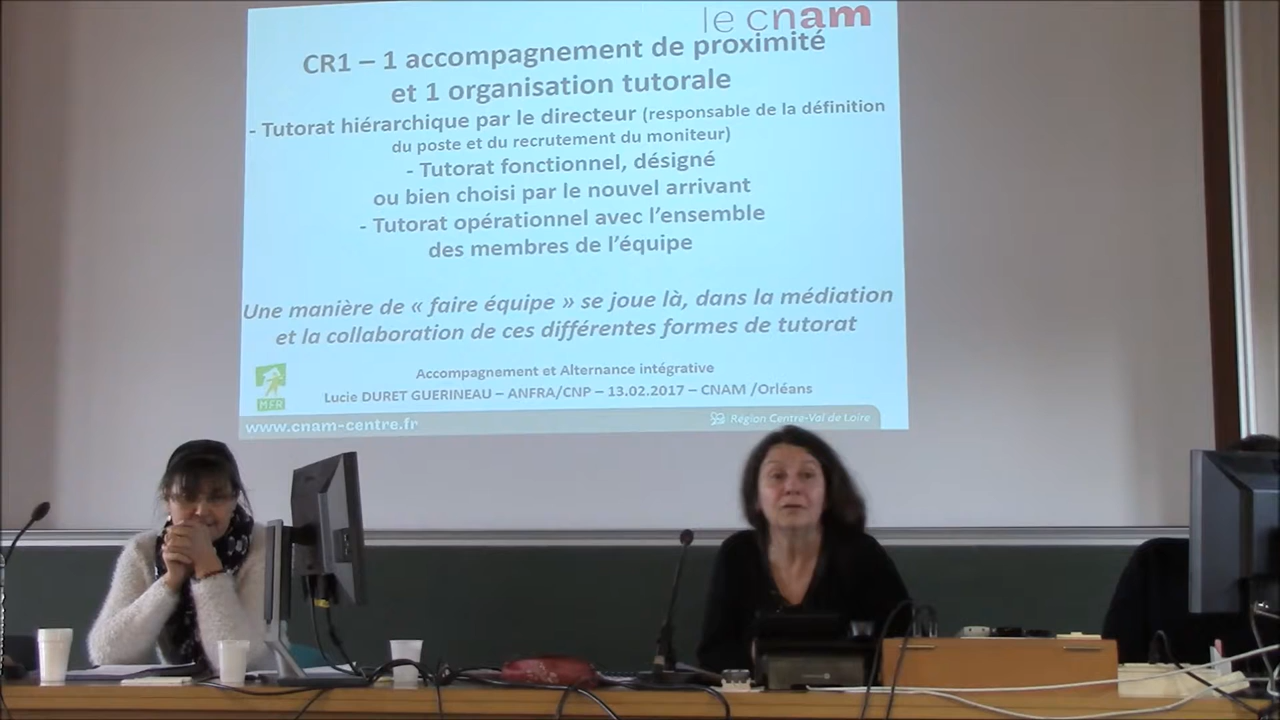 le cnam
CR1 – 1 accompagnement de proximité
et 1 organisation tutorale
- Tutorat hiérarchique par le directeur (responsable de la définition
du poste et du recrutement du moniteur)
- Tutorat fonctionnel, désigné
ou bien choisi par le nouvel arrivant
- Tutorat opérationnel avec l'ensemble
des membres de l'équipe
Une manière de « faire équipe » se joue là, dans la médiation
et la collaboration de ces différentes formes de tutorat
Accompagnement et Alternance intégrative
Lucie DURET GUERINEAU – ANFRA/CNP – 13.02.2017 – CNAM /Orléans
MFR
www.cnam-centre.fr
Région Centre-Val de Loire